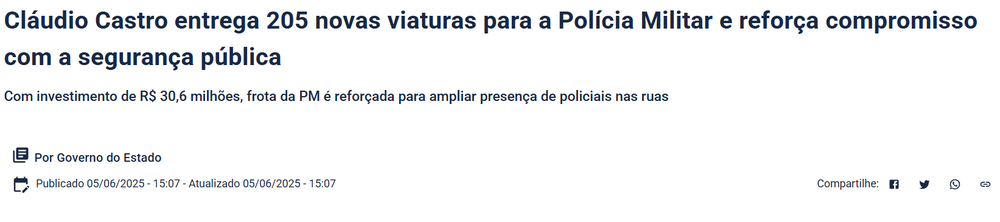 Cláudio Castro entrega 205 novas viaturas para a Polícia Militar e reforça compromisso
com a segurança pública
Com investimento de R$ 30,6 milhões, frota da PM é reforçada para ampliar presença de policiais nas ruas
Por Governo do Estado
Publicado 05/06/2025 - 15:07 - Atualizado 05/06/2025 - 15:07
Compartilhe: